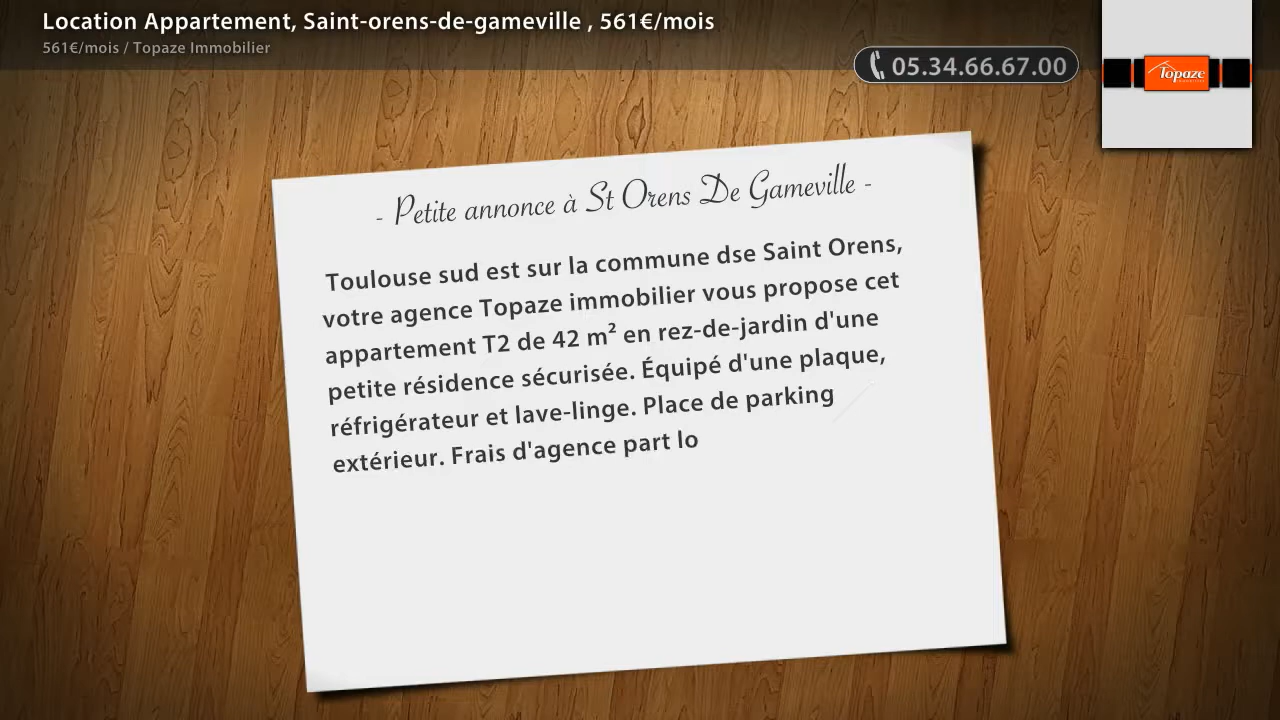 Location Appartement, Saint-orens-de-gameville , 561€/mois
561€/mois / Topaze Immobilier
05.34.66.67.00
Topaze
- Petite annonce à St Orens De Gameville -
Toulouse sud est sur la commune dse Saint Orens,
votre agence Topaze immobilier vous propose cet
appartement T2 de 42 m² en rez-de-jardin d'une
petite résidence sécurisée. Équipé d'une plaque,
réfrigérateur et lave-linge. Place de parking
extérieur. Frais d'agence part lo